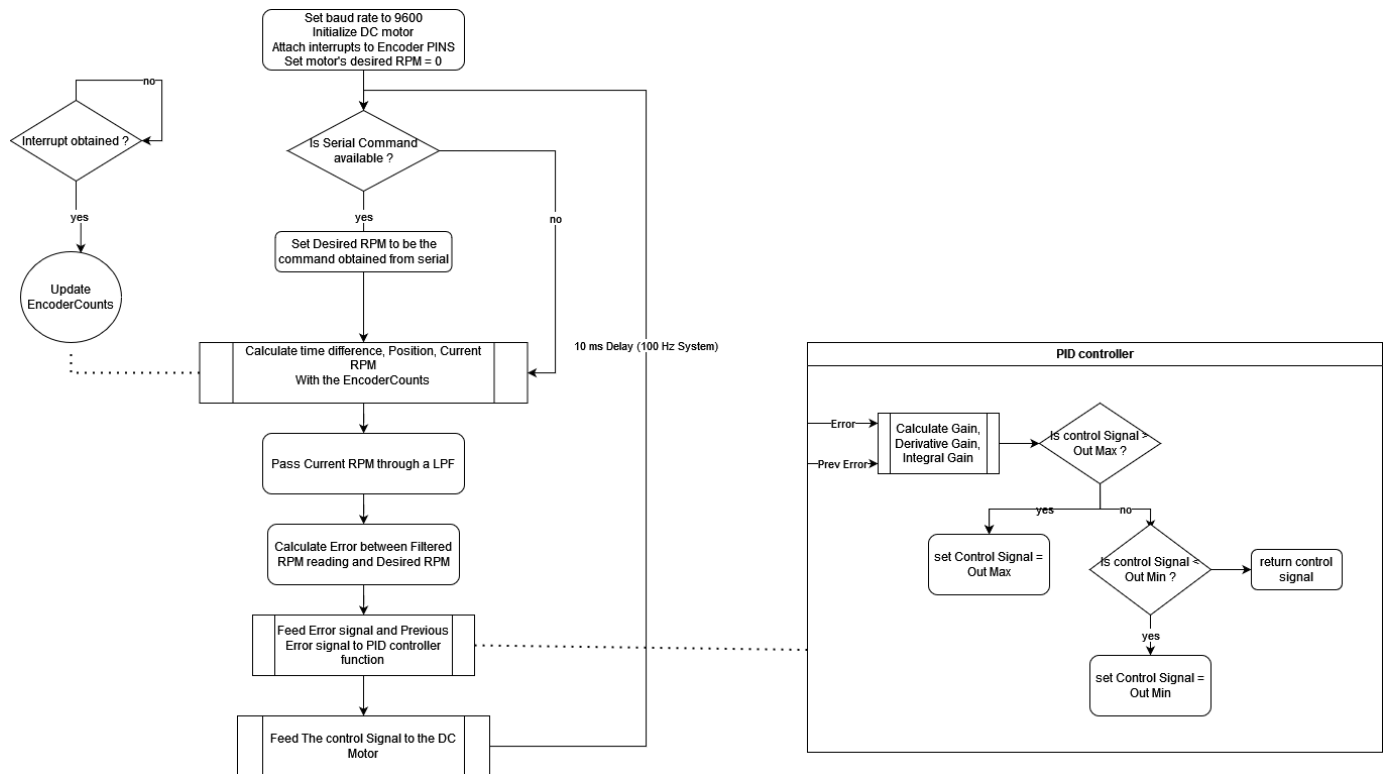 Set baud rate to 9600
Initialize DC motor
Attach interrupts to Encoder PINS
Set motor's desired RPM = 0
no
Interrupt obtained ?
yes
Update
EncoderCounts
Is Serial Command
available ?
yes
no
Set Desired RPM to be the
command obtained from serial
Calculate time difference, Position, Current
RPM
With the EncoderCounts
10 ms Delay (100 Hz System)
Pass Current RPM through a LPF
Calculate Error between Filtered
RPM reading and Desired RPM
Feed Error signal and Previous
Error signal to PID controller
function
Feed The control Signal to the DC
Motor
PID controller
Error
Prev Error
Calculate Gain,
Derivative Gain,
Integral Gain
Is control Signal >
Out Max ?
yes
no
set Control Signal =
Out Max
Is control Signal <
Out Min ?
return control
signal
yes
set Control Signal =
Out Min